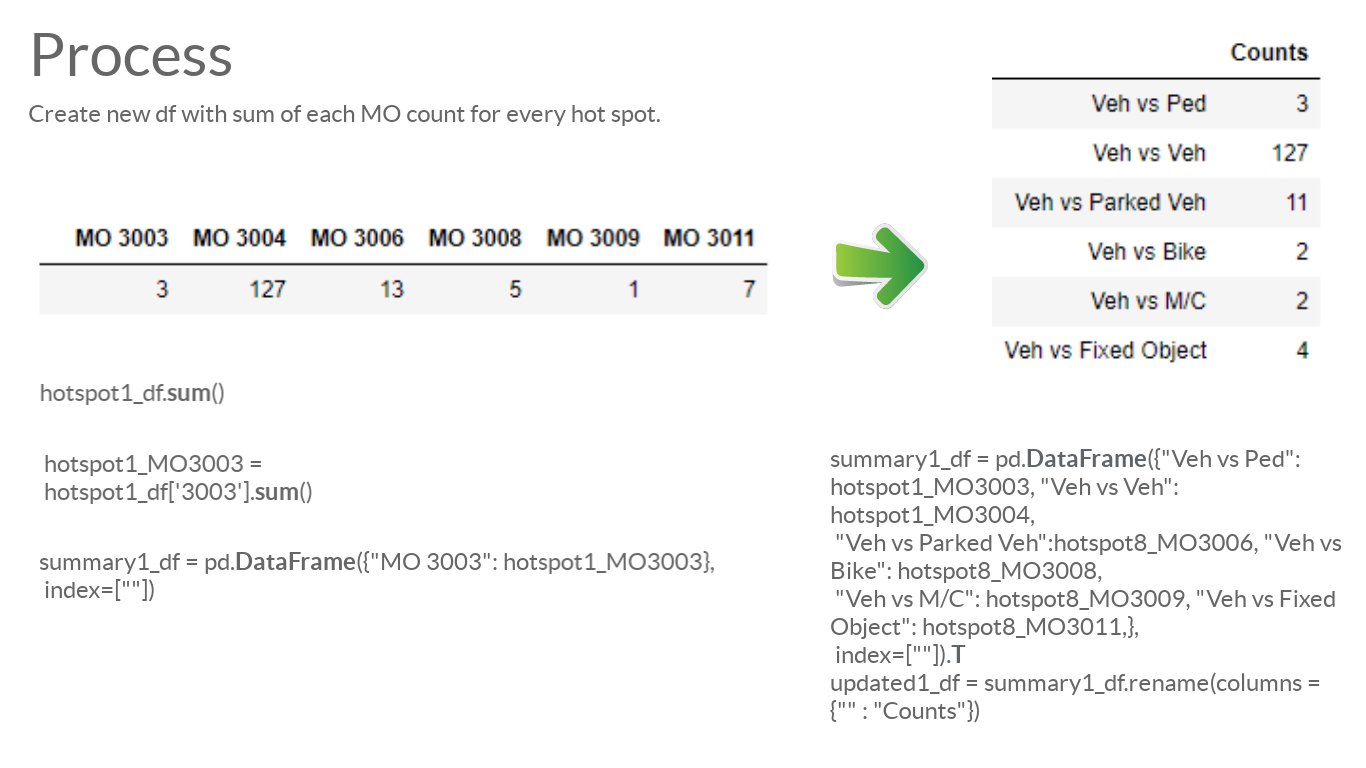 Process
Create new df with sum of each MO count for every hot spot.
MO 3003 MO 3004 MO 3006 MO 3008 MO 3009 MO 3011
3 127 13 5 1 7
hotspot1_df.sum()
hotspot1_MO3003 =
hotspot1_df['3003'].sum()
summary1_df = pd.DataFrame({"MO 3003": hotspot1_MO3003},
index=[""])
Counts
Veh vs Ped 3
Veh vs Veh 127
Veh vs Parked Veh 11
Veh vs Bike 2
Veh vs M/C 2
Veh vs Fixed Object 4
summary1_df = pd.DataFrame({"Veh vs Ped":
hotspot1_MO3003, "Veh vs Veh":
hotspot1_MO3004,
"Veh vs Parked Veh":hotspot8_MO3006, "Veh vs
Bike": hotspot8_MO3008,
"Veh vs M/C": hotspot8_MO3009, "Veh vs Fixed
Object": hotspot8_MO3011,},
index=[""]).T
updated1_df = summary1_df.rename(columns =
{"" : "Counts"})